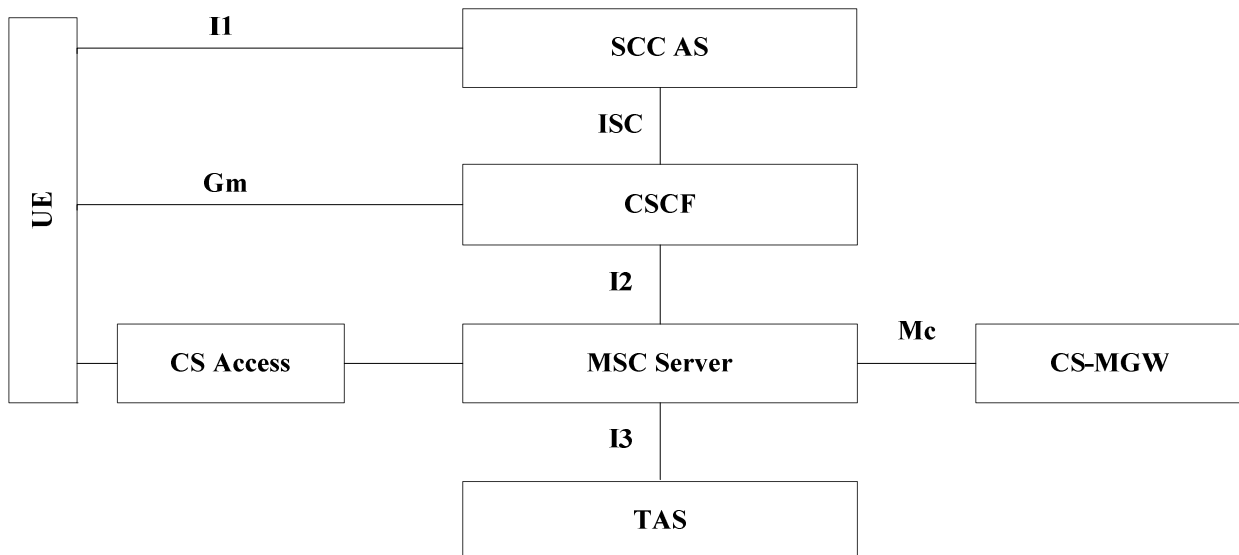 I1
SCC AS
ISC
Gm
CSCF
UE
I2
Mc
CS Access
MSC Server
CS-MGW
I3
TAS